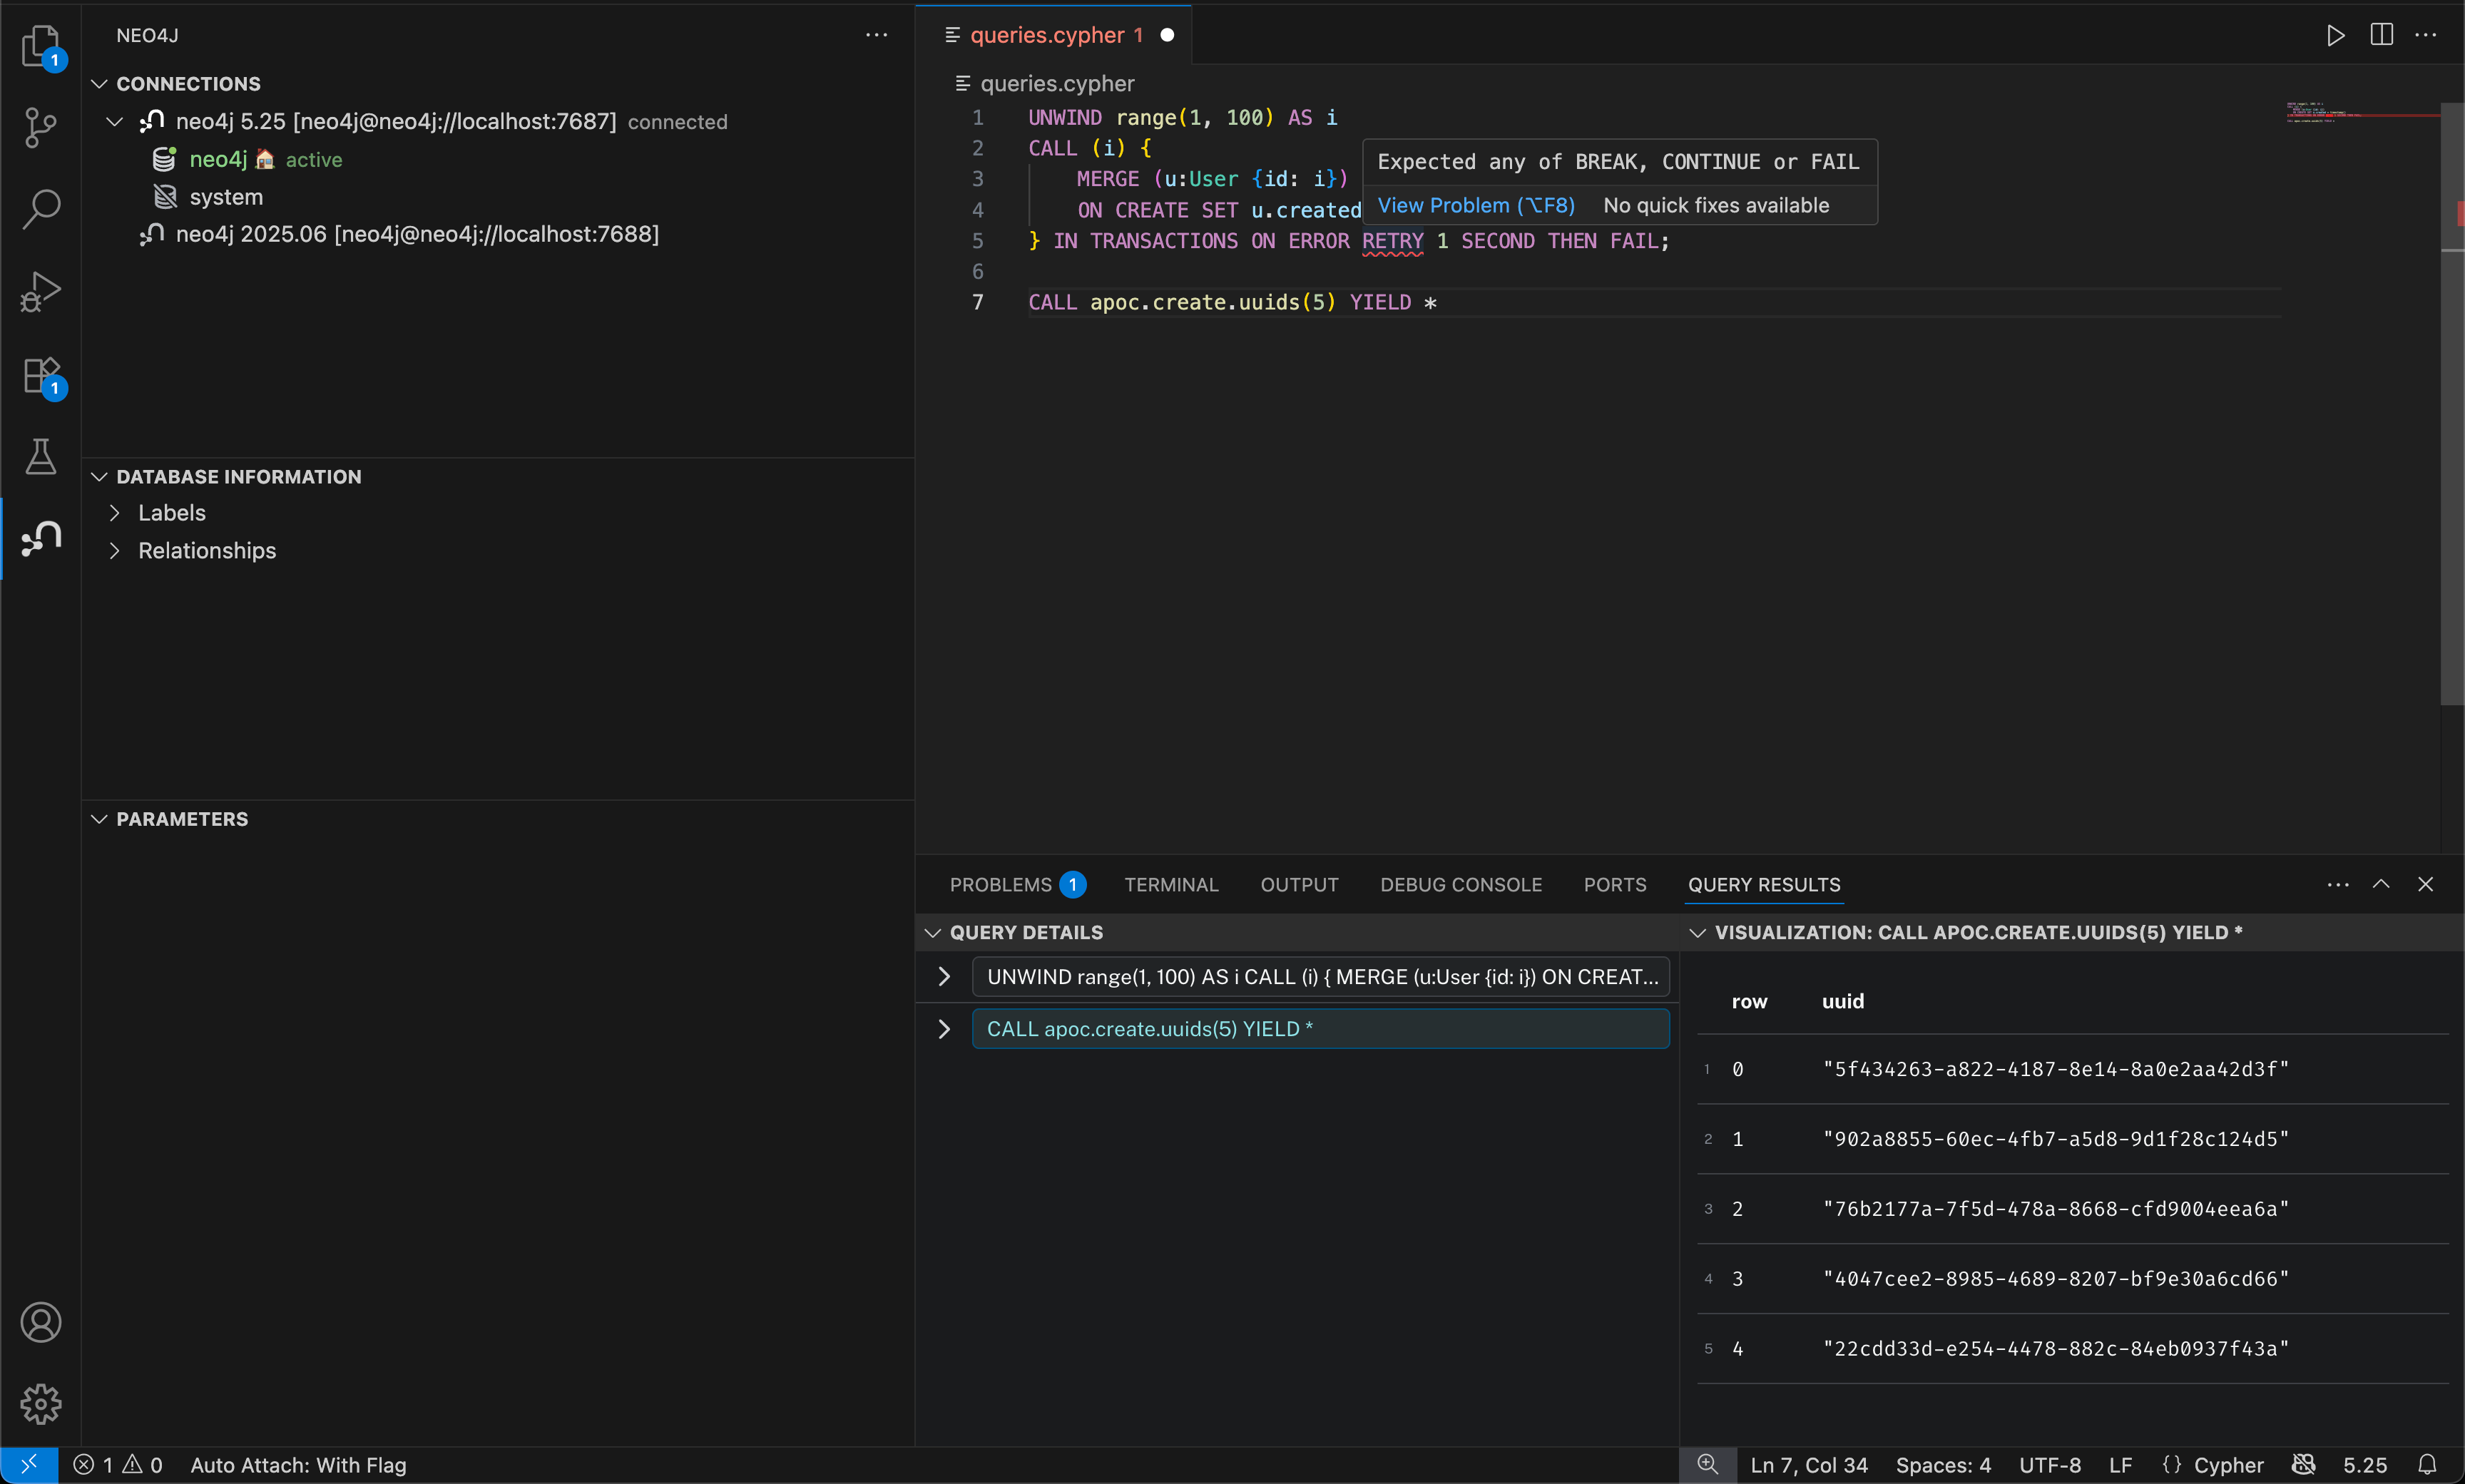 1
1
NEO4J
CONNECTIONS
neo4j 5.25 [neo4j@neo4j://localhost:7687] connected
neo4j active
system
neo4j 2025.06 [neo4j@neo4j://localhost:7688]
DATABASE INFORMATION
Labels
Relationships
PARAMETERS
queries.cypher 1
queries.cypher
1 UNWIND range(1, 100) AS i
2 CALL (i) {
3 MERGE (u:User {id: i})
4 ON CREATE SET u.created
5 } IN TRANSACTIONS ON ERROR RETRY 1 SECOND THEN FAIL;
6
7 CALL apoc.create.uuids(5) YIELD *
Expected any of BREAK, CONTINUE or FAIL
View Problem (⌥F8) No quick fixes available
PROBLEMS 1 TERMINAL OUTPUT DEBUG CONSOLE PORTS QUERY RESULTS
QUERY DETAILS
UNWIND range(1, 100) AS i CALL (i) { MERGE (u:User {id: i}) ON CREAT...
CALL apoc.create.uuids(5) YIELD *
VISUALIZATION: CALL APOC.CREATE.UUIDS(5) YIELD *
row uuid
1 0 "5f434263-a822-4187-8e14-8a0e2aa42d3f"
2 1 "902a8855-60ec-4fb7-a5d8-9d1f28c124d5"
3 2 "76b2177a-7f5d-478a-8668-cfd9004eea6a"
4 3 "4047cee2-8985-4689-8207-bf9e30a6cd66"
5 4 "22cdd33d-e254-4478-882c-84eb0937f43a"
1 0 Auto Attach: With Flag
Ln 7, Col 34 Spaces: 4 UTF-8 LF {} Cypher 5.25